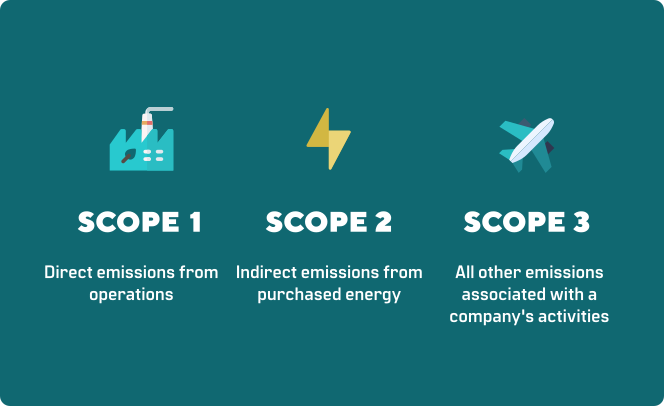 SCOPE 1
Direct emissions from
operations
SCOPE 2
Indirect emissions from
purchased energy
SCOPE 3
All other emissions
associated with a
company's activities